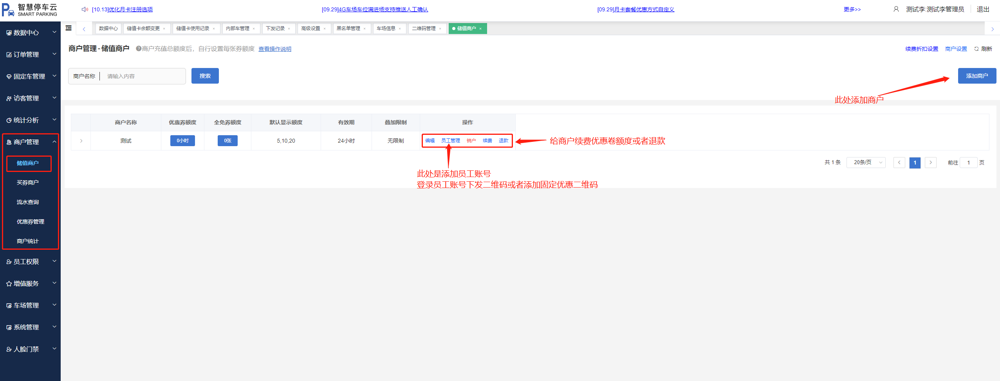 智慧停车云
SMART PARKING
[10.13]优化月卡注册选项
[09.29]4G车场车位满进场支持推送人工确认
[09.29]月卡套餐优惠方式自定义
更多>>
测试李:测试李管理员
退出
数据中心
储值卡余额变更 ×
储值卡使用记录 ×
内部车管理 ×
下发记录 ×
高级设置 ×
黑名单管理 ×
车场信息 ×
二维码管理 ×
储值商户 ×
数据中心
订单管理
固定车管理
访客管理
统计分析
商户管理
储值商户
买券商户
流水查询
优惠券管理
商户统计
员工权限
增值服务
车场管理
系统管理
人脸门禁
商户管理-储值商户
商户充值总额度后，自行设置每张券额度
查看操作说明
续费折扣设置
商户设置
刷新
商户名称
请输入内容
搜索
添加商户
此处添加商户
商户名称 优惠券额度 全免券额度 默认显示额度 有效期 叠加限制 操作
测试 0小时 0张 5,10,20 24小时 无限制 编辑 员工管理 销户 续费 退款
给商户续费优惠卷额度或者退款
此处是添加员工账号
登录员工账号下发二维码或者添加固定优惠二维码
共 1 条 20条/页 1 前往 1 页